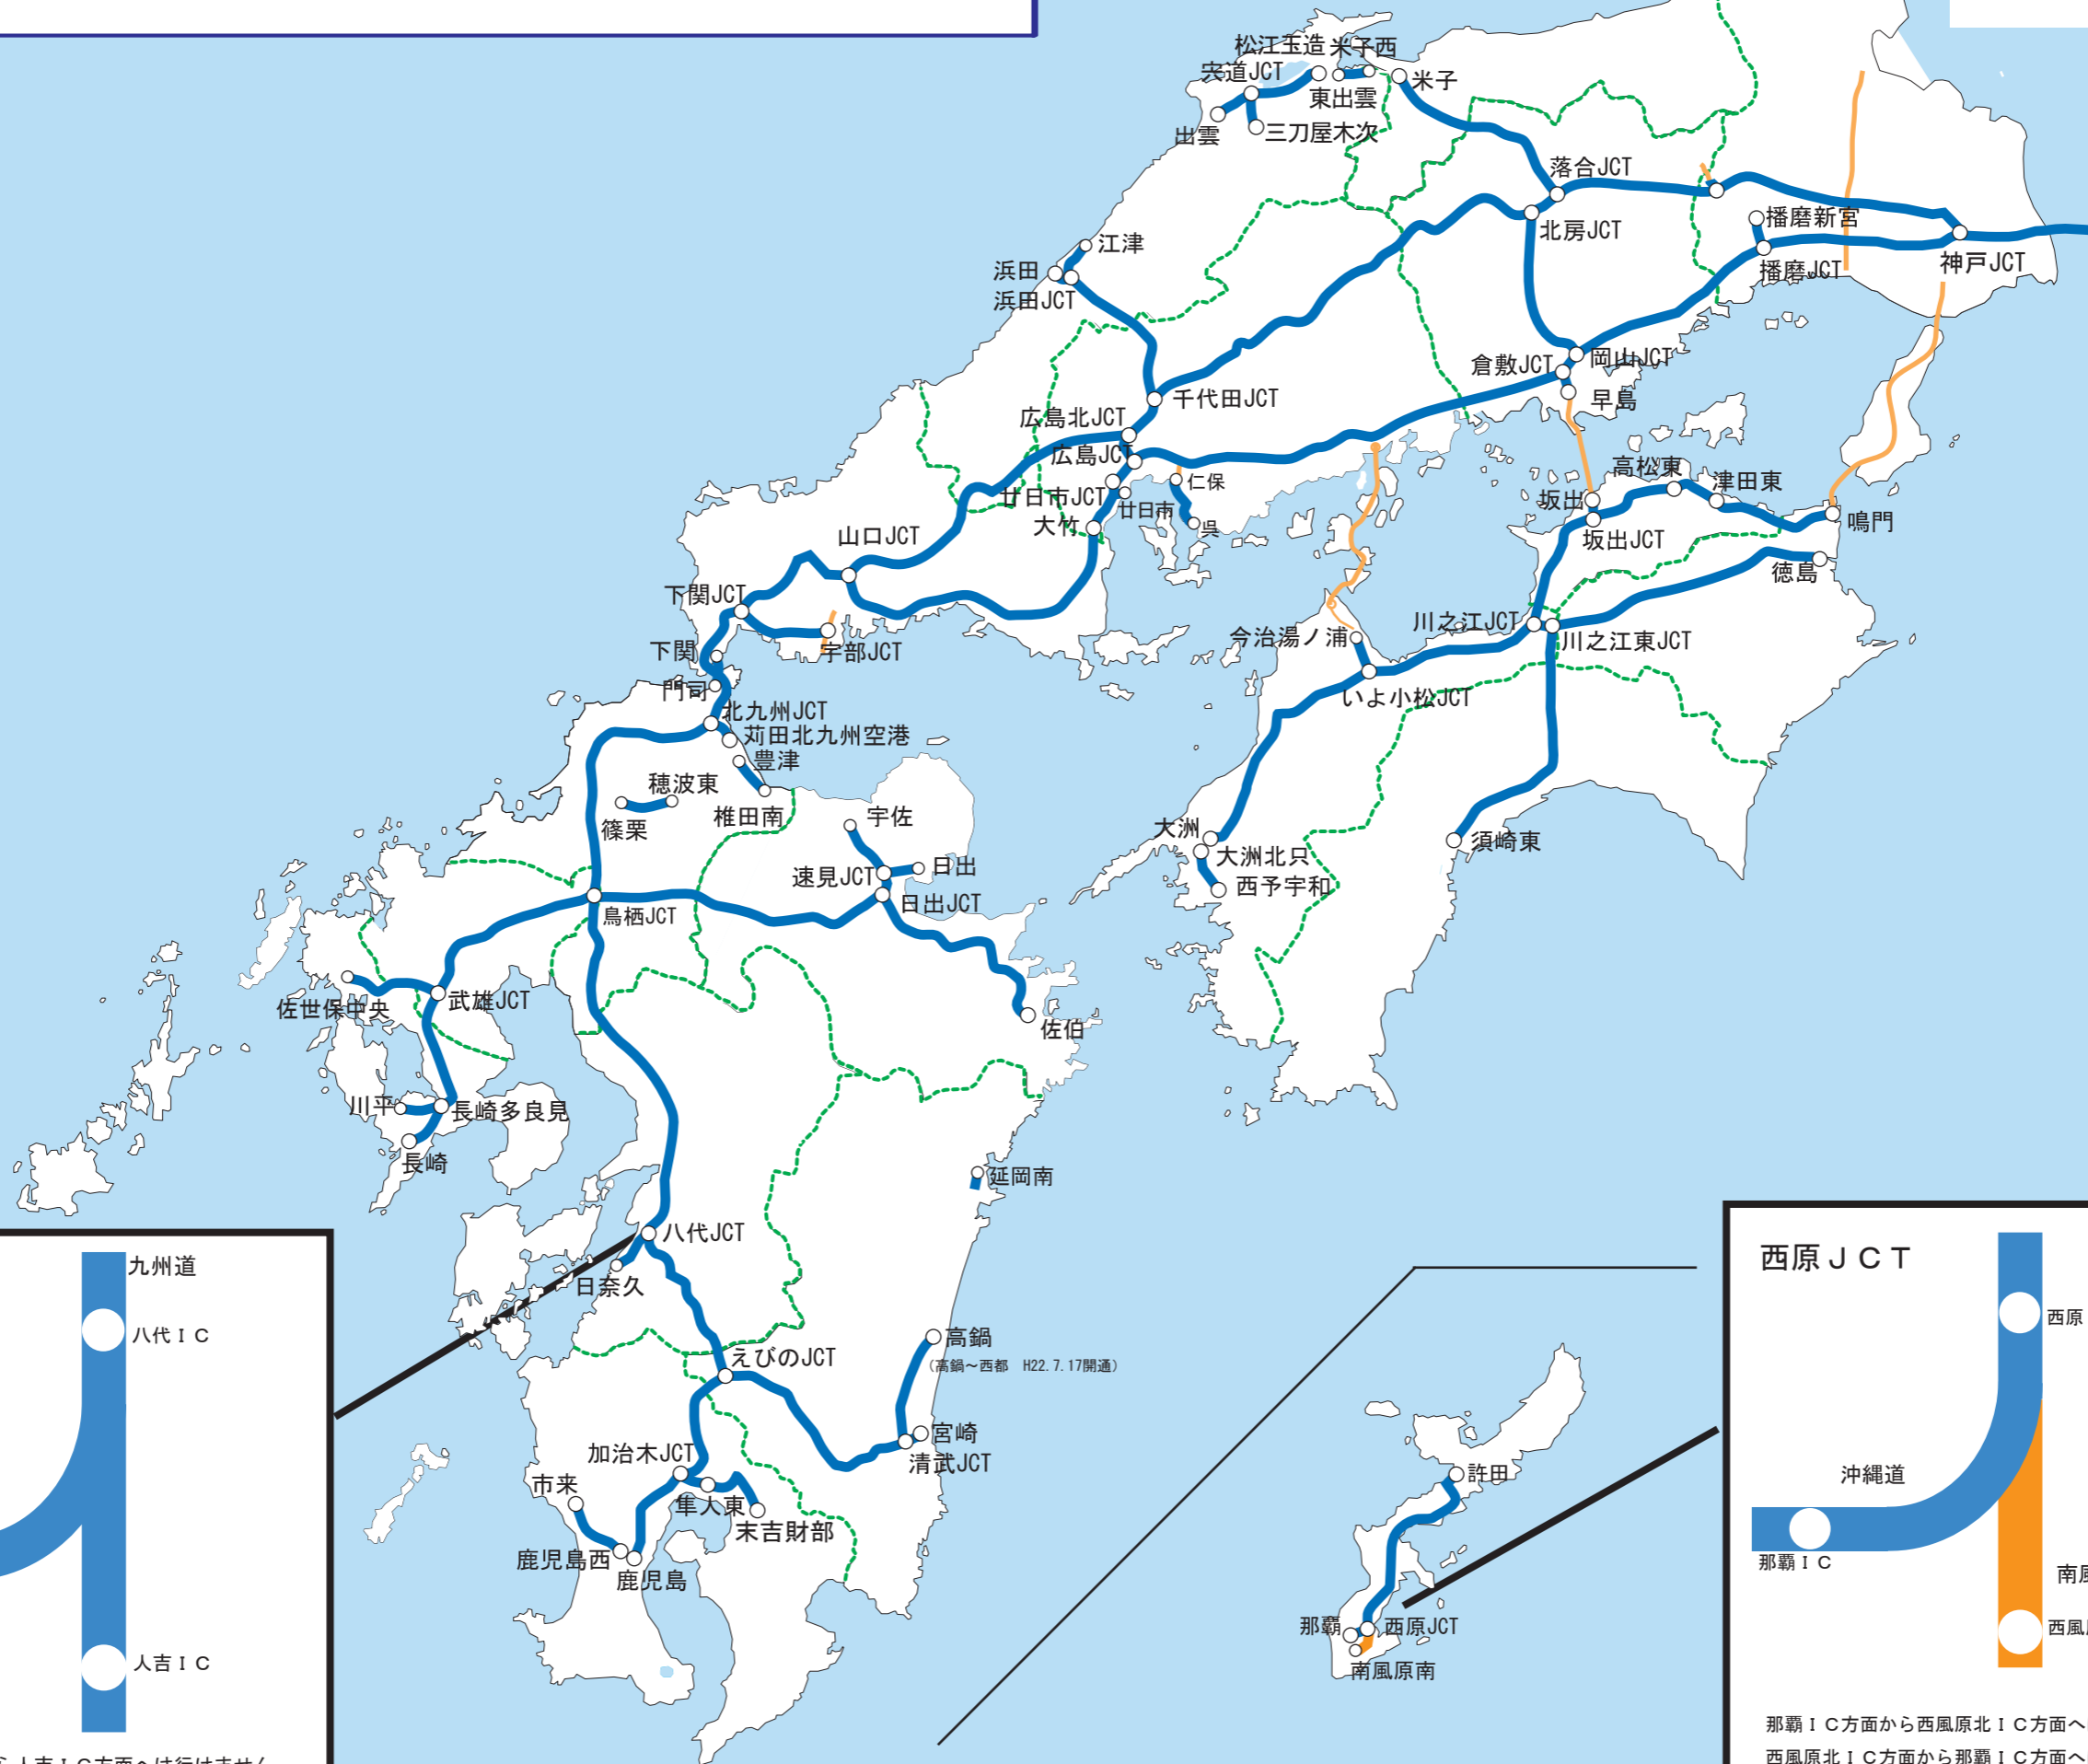 松江玉造
米子西
宍道JCT
米子
東出雲
出雲
三刀屋木次
落合JCT
播磨新宮
北房JCT
江津
神戸JCT
浜田
播磨JCT
浜田JCT
岡山JCT
倉敷JCT
千代田JCT
早島
広島北JCT
広島JCT
高松東
津田東
仁保
廿日市JCT
坂出
廿日市
鳴門
大竹
呉
山口JCT
坂出JCT
徳島
下関JCT
川之江JCT
今治湯ノ浦
川之江東JCT
下関
宇部JCT
門司
いよ小松JCT
北九州JCT
苅田北九州空港
豊津
穂波東
椎田南
宇佐
篠栗
大洲
須崎東
大洲北只
速見JCT
日出
西予宇和
日出JCT
鳥栖JCT
武雄JCT
佐世保中央
佐伯
川平
長崎多良見
長崎
延岡南
八代JCT
日奈久
九州道
八代ＩＣ
人吉ＩＣ
人吉ＩＣ方面へは行けません
高鍋
えびのJCT
(高鍋～西都　H22.7.17開通)
宮崎
加治木JCT
清武JCT
市来
隼人東
末吉財部
鹿児島西
鹿児島
許田
那覇
西原JCT
南風原南
西原ＪＣＴ
西原
沖縄道
那覇ＩＣ
南風
西風
那覇ＩＣ方面から西風原北ＩＣ方面へ
西風原北ＩＣ方面から那覇ＩＣ方面へ